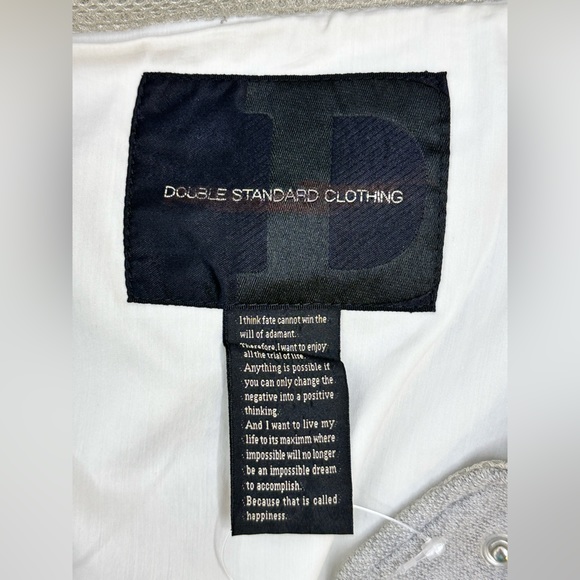 DOUBLE STANDARD CLOTHING
I think fate cannot win the
will of adamant.
Therefore, I want to enjoy
all the trial of life.
Anything is possible if
you can only change the
negative into a positive
thinking.
And I want to live my
life to its maximm where
impossible will no longer
be an impossible dream
to accomplish.
Because that is called
happiness.